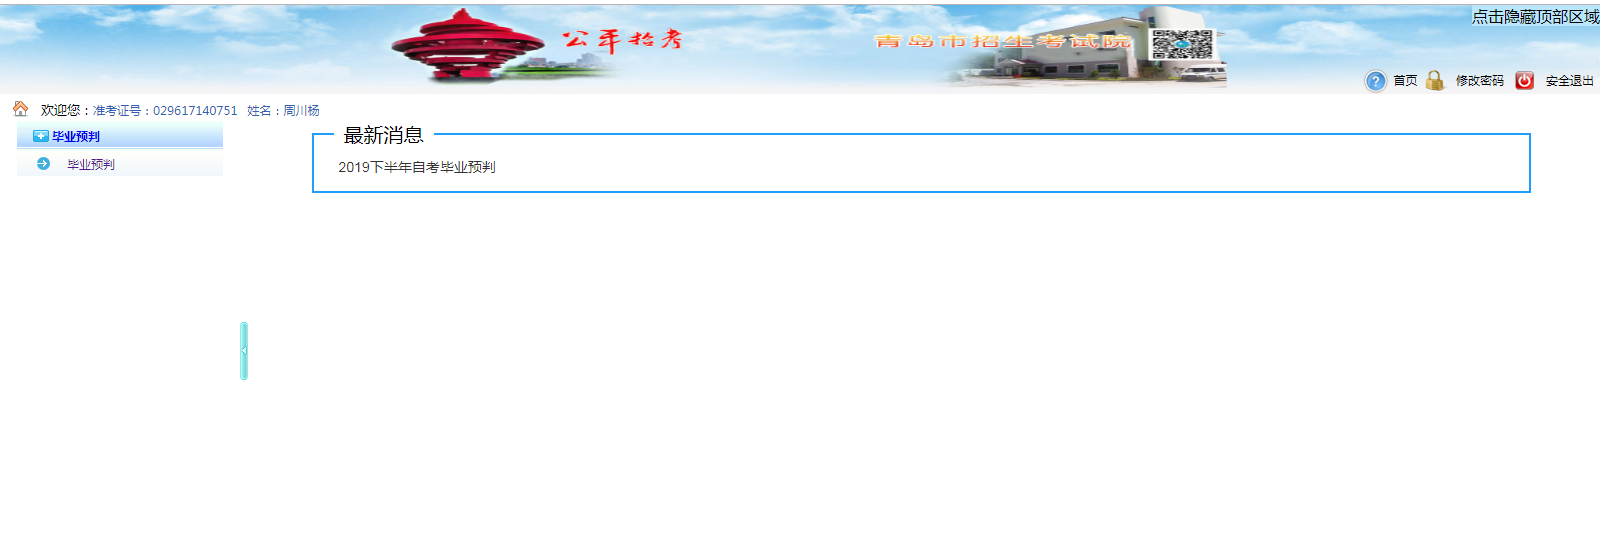 点击隐藏顶部区域
公平招考
青岛市招生考试院
首页 修改密码 安全退出
欢迎您：准考证号：029617140751 姓名：周川杨
毕业预判
毕业预判
最新消息
2019下半年自考毕业预判